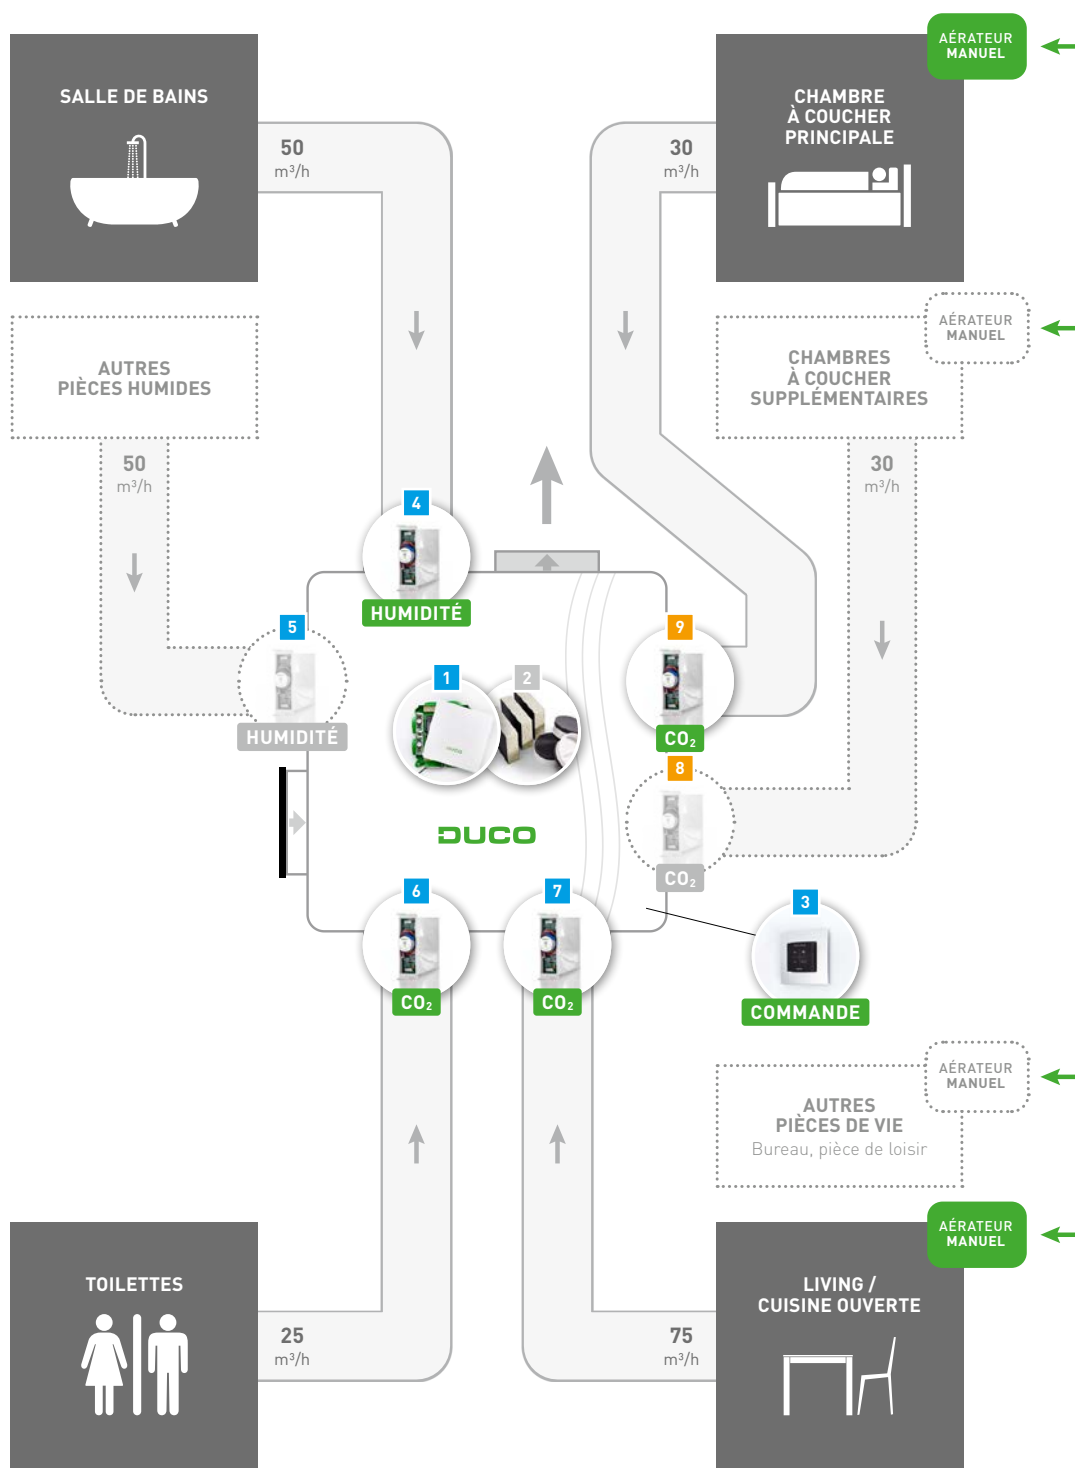 AÉRATEUR
MANUEL
SALLE DE BAINS
CHAMBRE
À COUCHER
PRINCIPALE
50
m³/h
30
m³/h
AUTRES
PIÈCES HUMIDES
AÉRATEUR
MANUEL
CHAMBRES
À COUCHER
SUPPLÉMENTAIRES
50
m³/h
30
m³/h
4
HUMIDITÉ
5
HUMIDITÉ
9
CO₂
1
2
8
CO₂
DUCO
6
CO₂
7
CO₂
3
COMMANDE
AÉRATEUR
MANUEL
AUTRES
PIÈCES DE VIE
Bureau, pièce de loisir
AÉRATEUR
MANUEL
TOILETTES
LIVING /
CUISINE OUVERTE
25
m³/h
75
m³/h